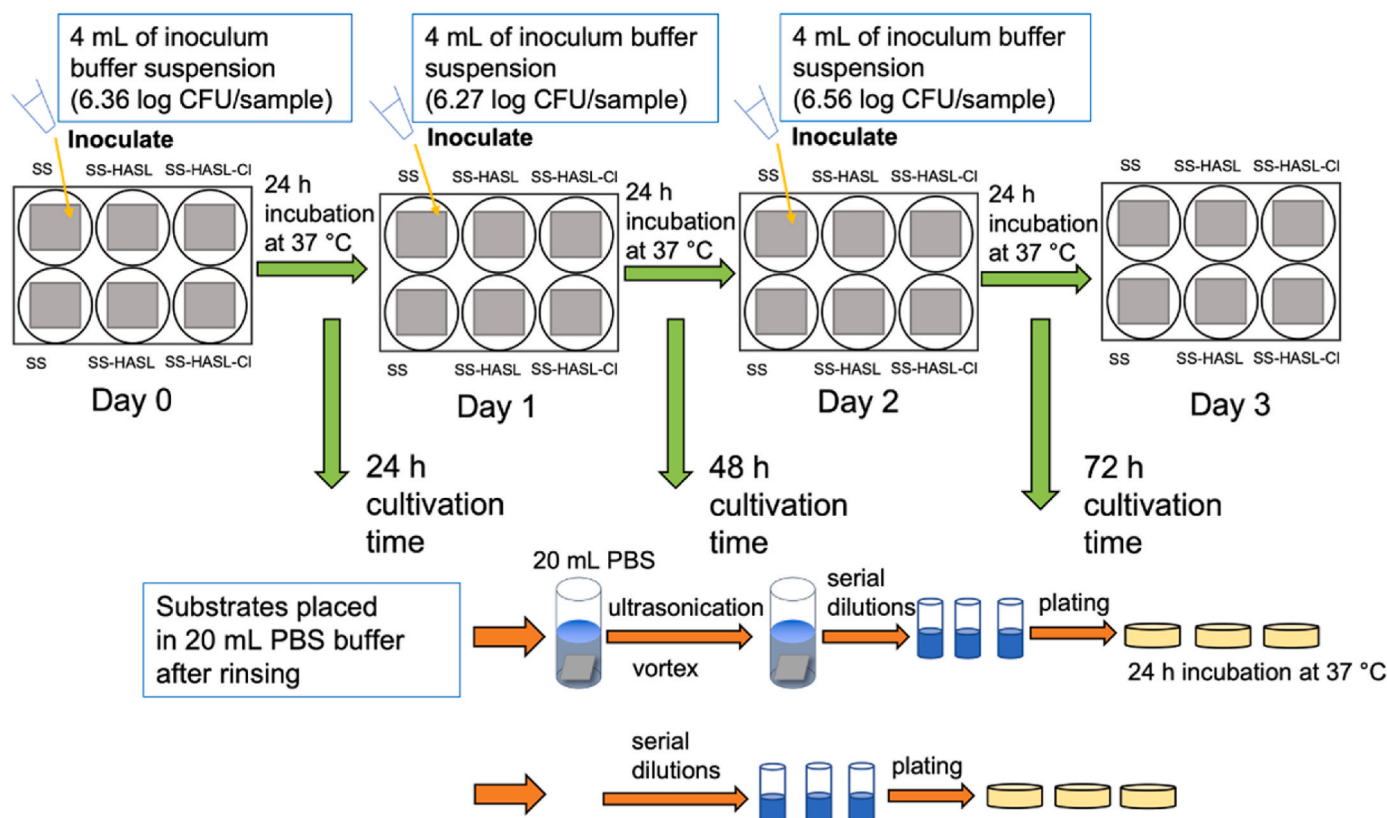 4 mL of inoculum
buffer suspension
(6.36 log CFU/sample)
4 mL of inoculum buffer
suspension
(6.27 log CFU/sample)
4 mL of inoculum buffer
suspension
(6.56 log CFU/sample)
Inoculate
Inoculate
Inoculate
SS SS-HASL SS-HASL-Cl
24 h
incubation
at 37 °C
SS SS-HASL SS-HASL-Cl
24 h
incubation
at 37 °C
SS SS-HASL SS-HASL-Cl
24 h
incubation
at 37 °C
SS SS-HASL SS-HASL-Cl
SS SS-HASL SS-HASL-Cl
SS SS-HASL SS-HASL-Cl
SS SS-HASL SS-HASL-Cl
SS SS-HASL SS-HASL-Cl
Day 0
Day 1
Day 2
Day 3
24 h
cultivation
time
48 h
cultivation
time
72 h
cultivation
time
Substrates placed
in 20 mL PBS buffer
after rinsing
20 mL PBS
ultrasonication
vortex
serial
dilutions
plating
24 h incubation at 37 °C
serial
dilutions
plating